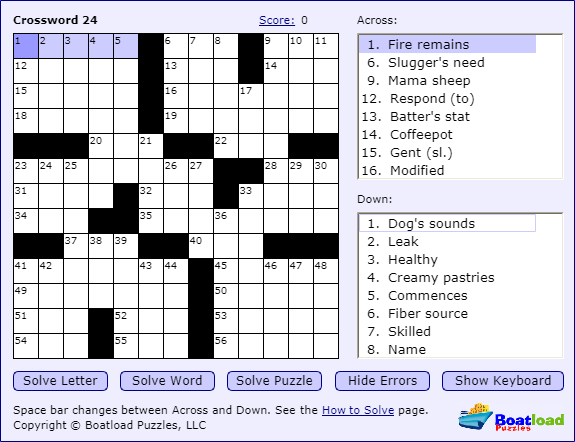 Crossword 24 Score: 0
1 2 3 4 5 6 7 8 9 10 11
12 13 14
15 16 17
18 19
20 21 22
23 24 25 26 27 28 29 30
31 32 33
34 35 36
37 38 39 40
41 42 43 44 45 46 47 48
49 50
51 52 53
54 55 56
Across:
1. Fire remains
6. Slugger's need
9. Mama sheep
12. Respond (to)
13. Batter's stat
14. Coffeepot
15. Gent (sl.)
16. Modified
Down:
1. Dog's sounds
2. Leak
3. Healthy
4. Creamy pastries
5. Commences
6. Fiber source
7. Skilled
8. Name
Solve Letter Solve Word Solve Puzzle Hide Errors Show Keyboard
Space bar changes between Across and Down. See the How to Solve page.
Copyright © Boatload Puzzles, LLC
Boatload
Puzzles